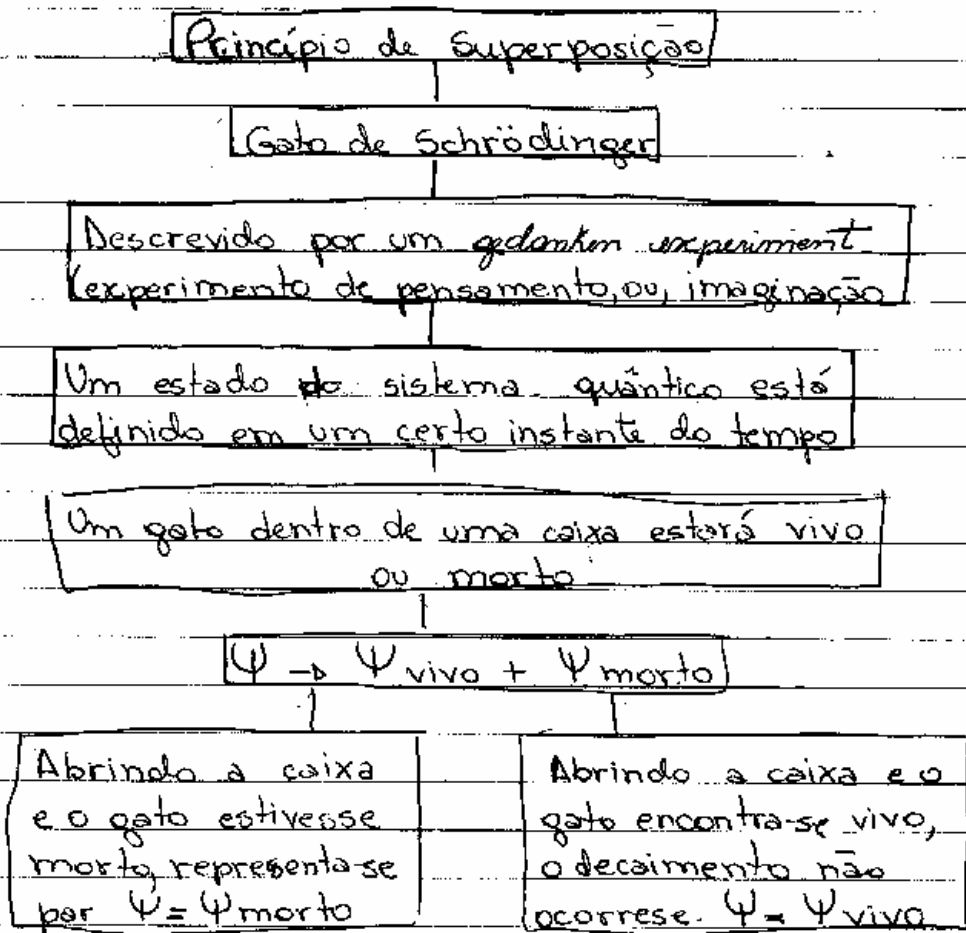 Princípio de Superposição
Gato de Schrödinger
Descrevido por um gedanken experiment
(experimento de pensamento, ou, imaginação
Um estado do sistema quântico está
definido em um certo instante do tempo
Um gato dentro de uma caixa estará vivo
ou morto
Ψ → Ψ vivo + Ψ morto
Abrindo a caixa
e o gato estivesse
morto, representa-se
por Ψ = Ψ morto
Abrindo a caixa e o
gato encontra-se vivo,
o decaimento não
ocorrese. Ψ = Ψ vivo